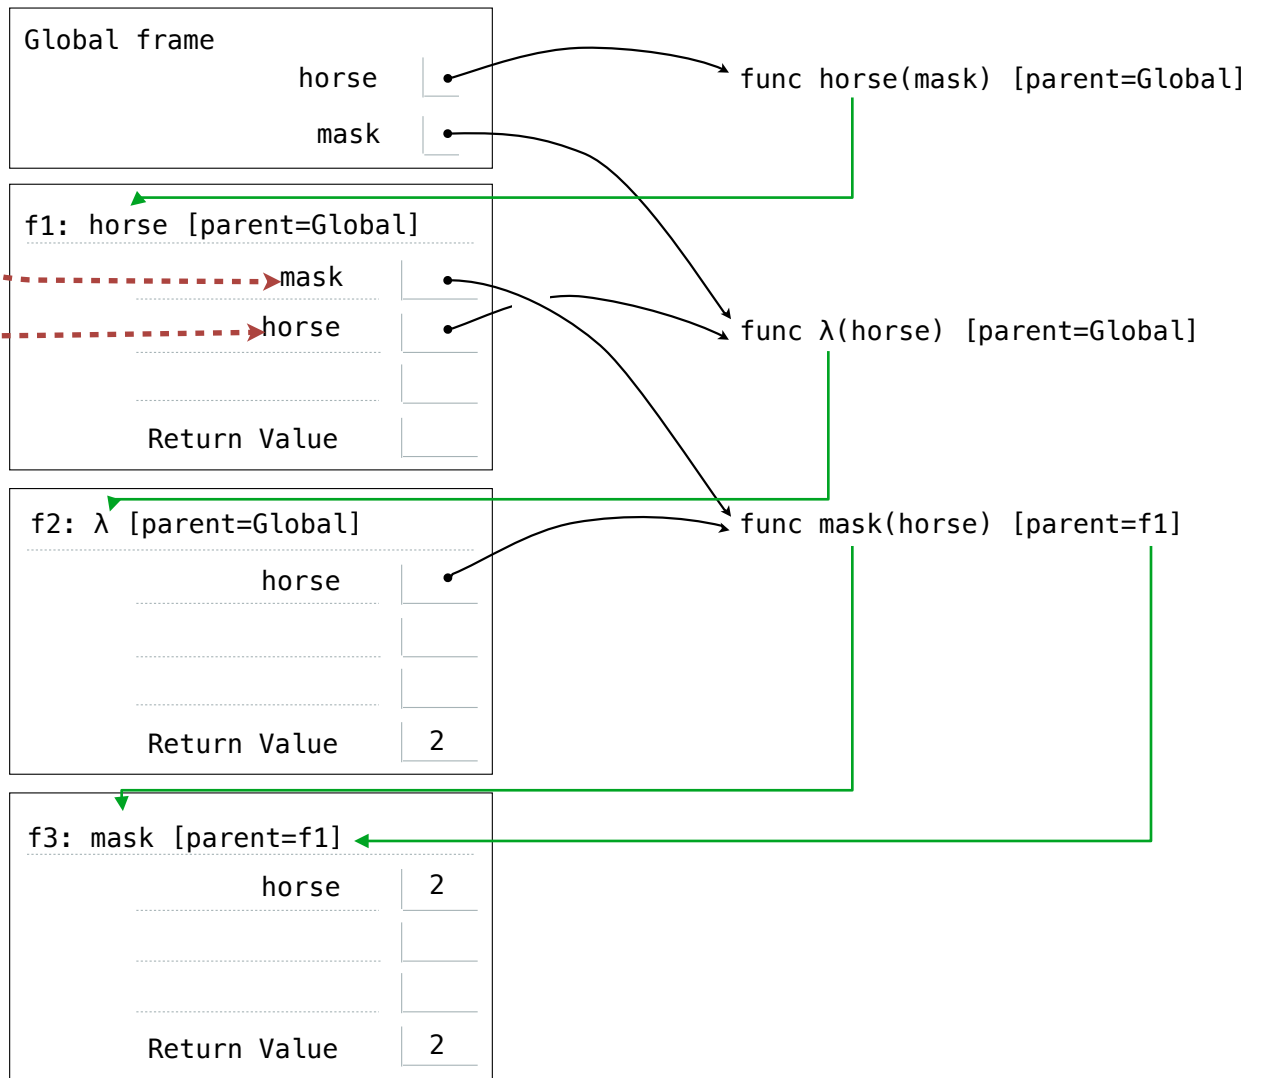 Global frame
horse
func horse(mask) [parent=Global]
mask
f1: horse [parent=Global]
mask
horse
func λ(horse) [parent=Global]
Return Value
f2: λ [parent=Global]
func mask(horse) [parent=f1]
horse
Return Value 2
f3: mask [parent=f1]
horse 2
Return Value 2